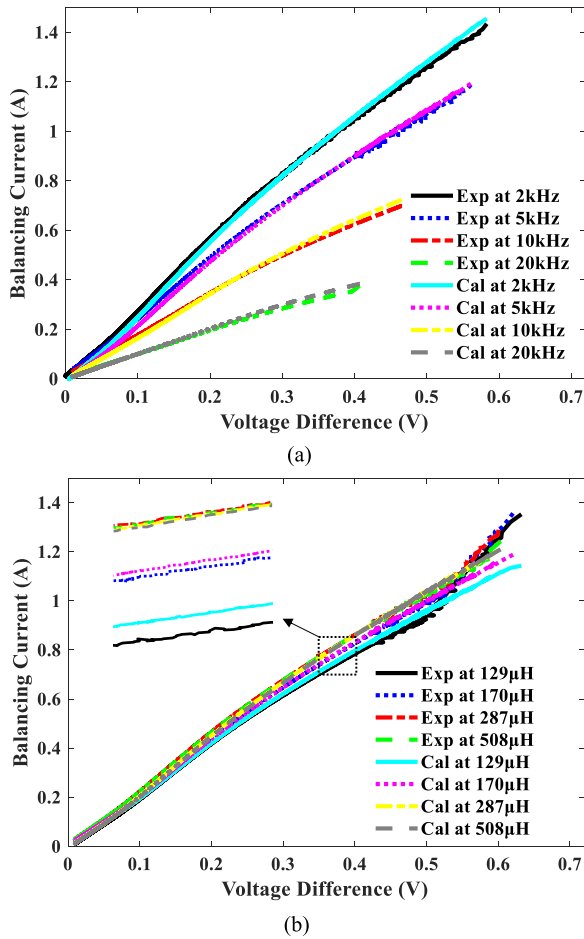 1.4
1.2
1
0.8
0.6
0.4
0.2
0
Balancing Current (A)
Exp at 2kHz
Exp at 5kHz
Exp at 10kHz
Exp at 20kHz
Cal at 2kHz
Cal at 5kHz
Cal at 10kHz
Cal at 20kHz
0 0.1 0.2 0.3 0.4 0.5 0.6 0.7
Voltage Difference (V)
(a)
1.4
1.2
1
0.8
0.6
0.4
0.2
0
Balancing Current (A)
Exp at 129μH
Exp at 170μH
Exp at 287μH
Exp at 508μH
Cal at 129μH
Cal at 170μH
Cal at 287μH
Cal at 508μH
0 0.1 0.2 0.3 0.4 0.5 0.6 0.7
Voltage Difference (V)
(b)